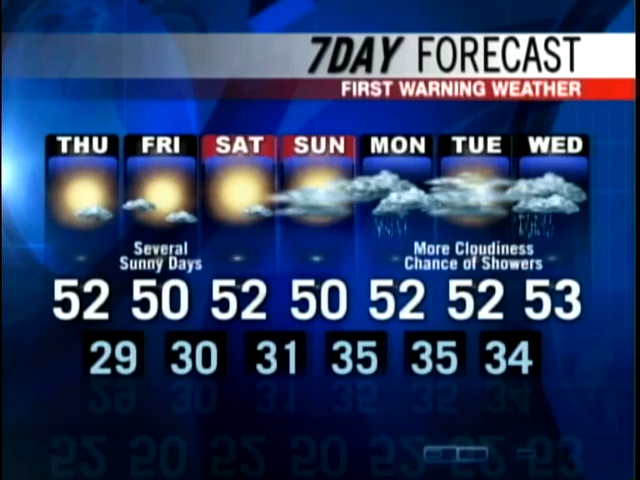 7DAY FORECAST
FIRST WARNING WEATHER
THU FRI SAT SUN MON TUE WED
Several
Sunny Days
More Cloudiness
Chance of Showers
52 50 52 50 52 52 53
29 30 31 35 35 34